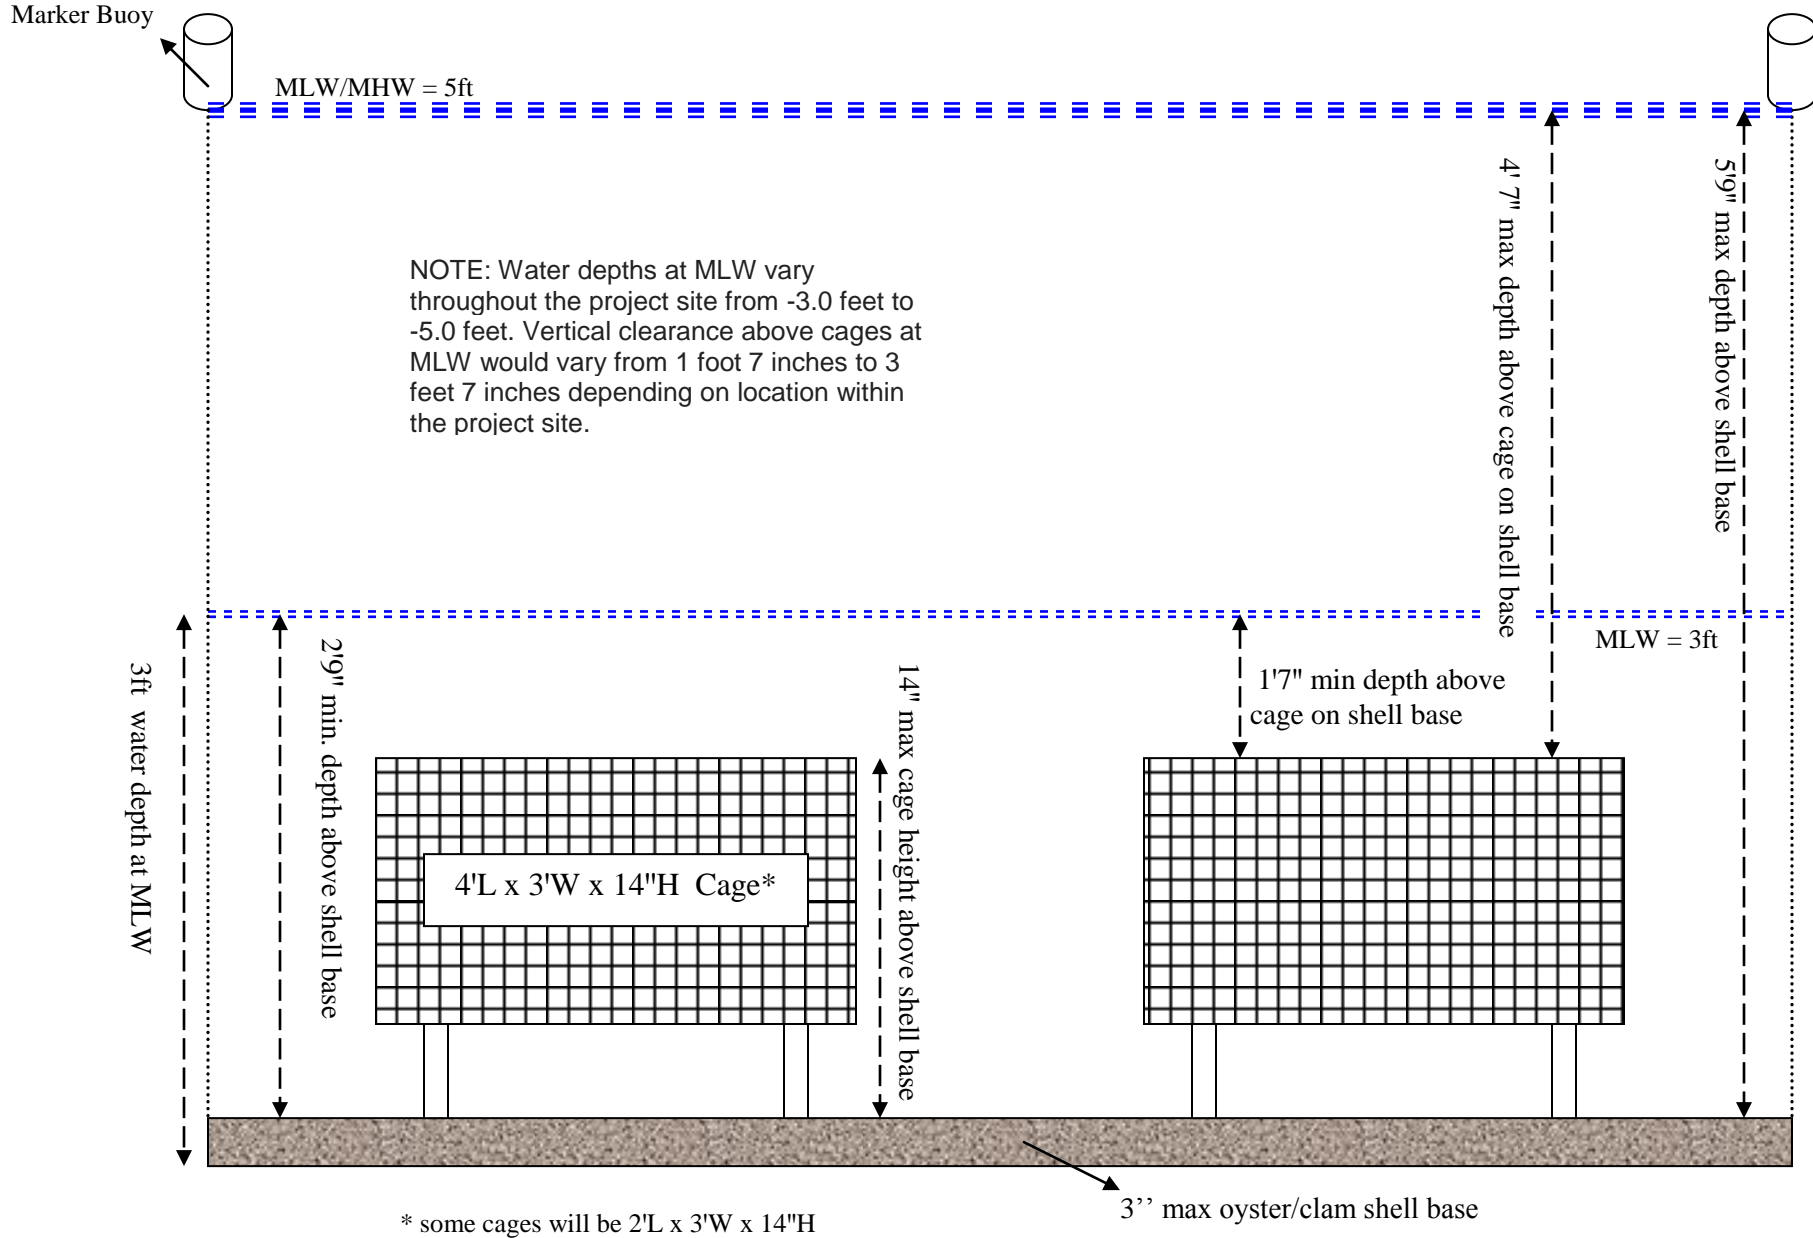 Marker Buoy
MLW/MHW = 5ft
NOTE: Water depths at MLW vary
throughout the project site from -3.0 feet to
-5.0 feet. Vertical clearance above cages at
MLW would vary from 1 foot 7 inches to 3
feet 7 inches depending on location within
the project site.
4' 7" max depth above cage on shell base
5'9" max depth above shell base
MLW = 3ft
3ft water depth at MLW
2'9" min. depth above shell base
14" max cage height above shell base
1'7" min depth above
cage on shell base
4'L x 3'W x 14"H Cage*
3’’ max oyster/clam shell base
* some cages will be 2'L x 3'W x 14"H